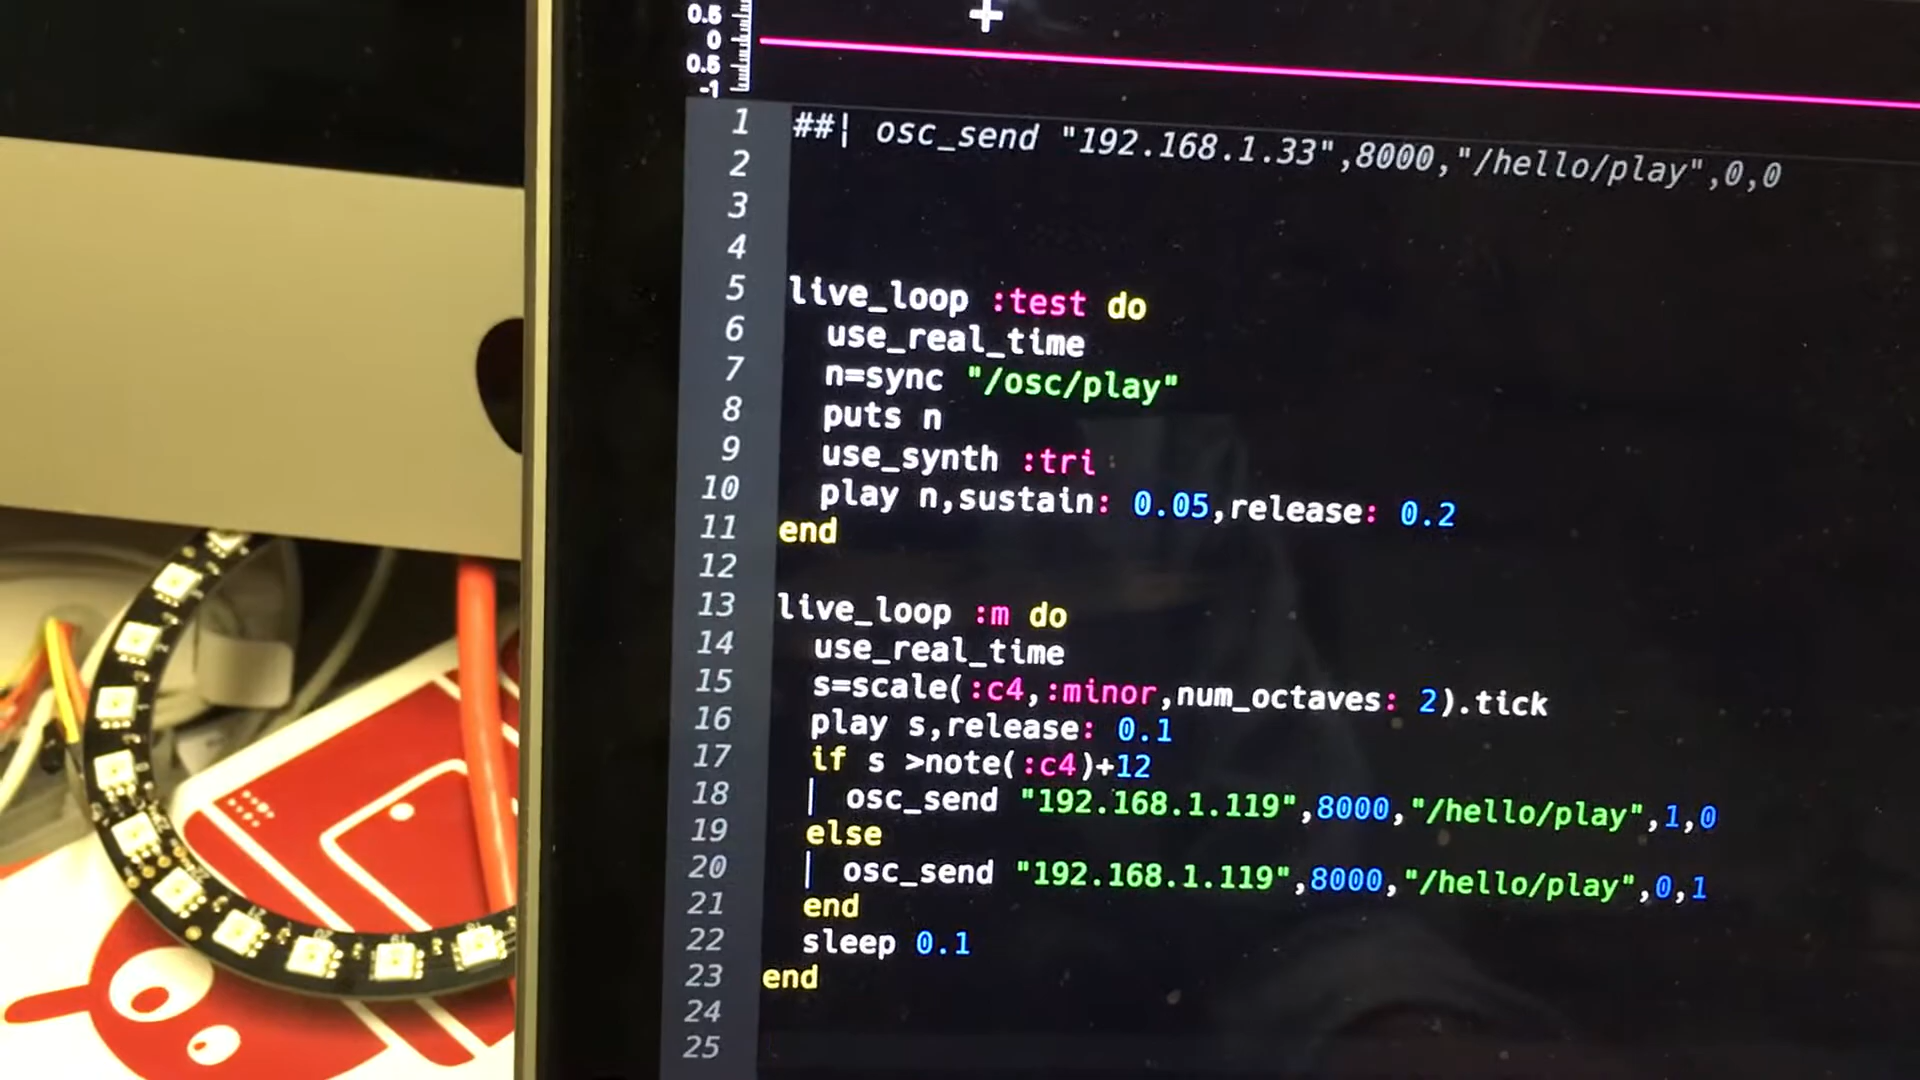 0.5
0
0.5
-1
1 ##| osc_send "192.168.1.33",8000,"/hello/play",0,0
2
3
4
5 live_loop :test do
6 use_real_time
7 n=sync "/osc/play"
8 puts n
9 use_synth :tri
10 play n,sustain: 0.05,release: 0.2
11 end
12
13 live_loop :m do
14 use_real_time
15 s=scale(:c4,:minor,num_octaves: 2).tick
16 play s,release: 0.1
17 if s >note(:c4)+12
18 | osc_send "192.168.1.119",8000,"/hello/play",1,0
19 else
20 | osc_send "192.168.1.119",8000,"/hello/play",0,1
21 end
22 sleep 0.1
23 end
24
25